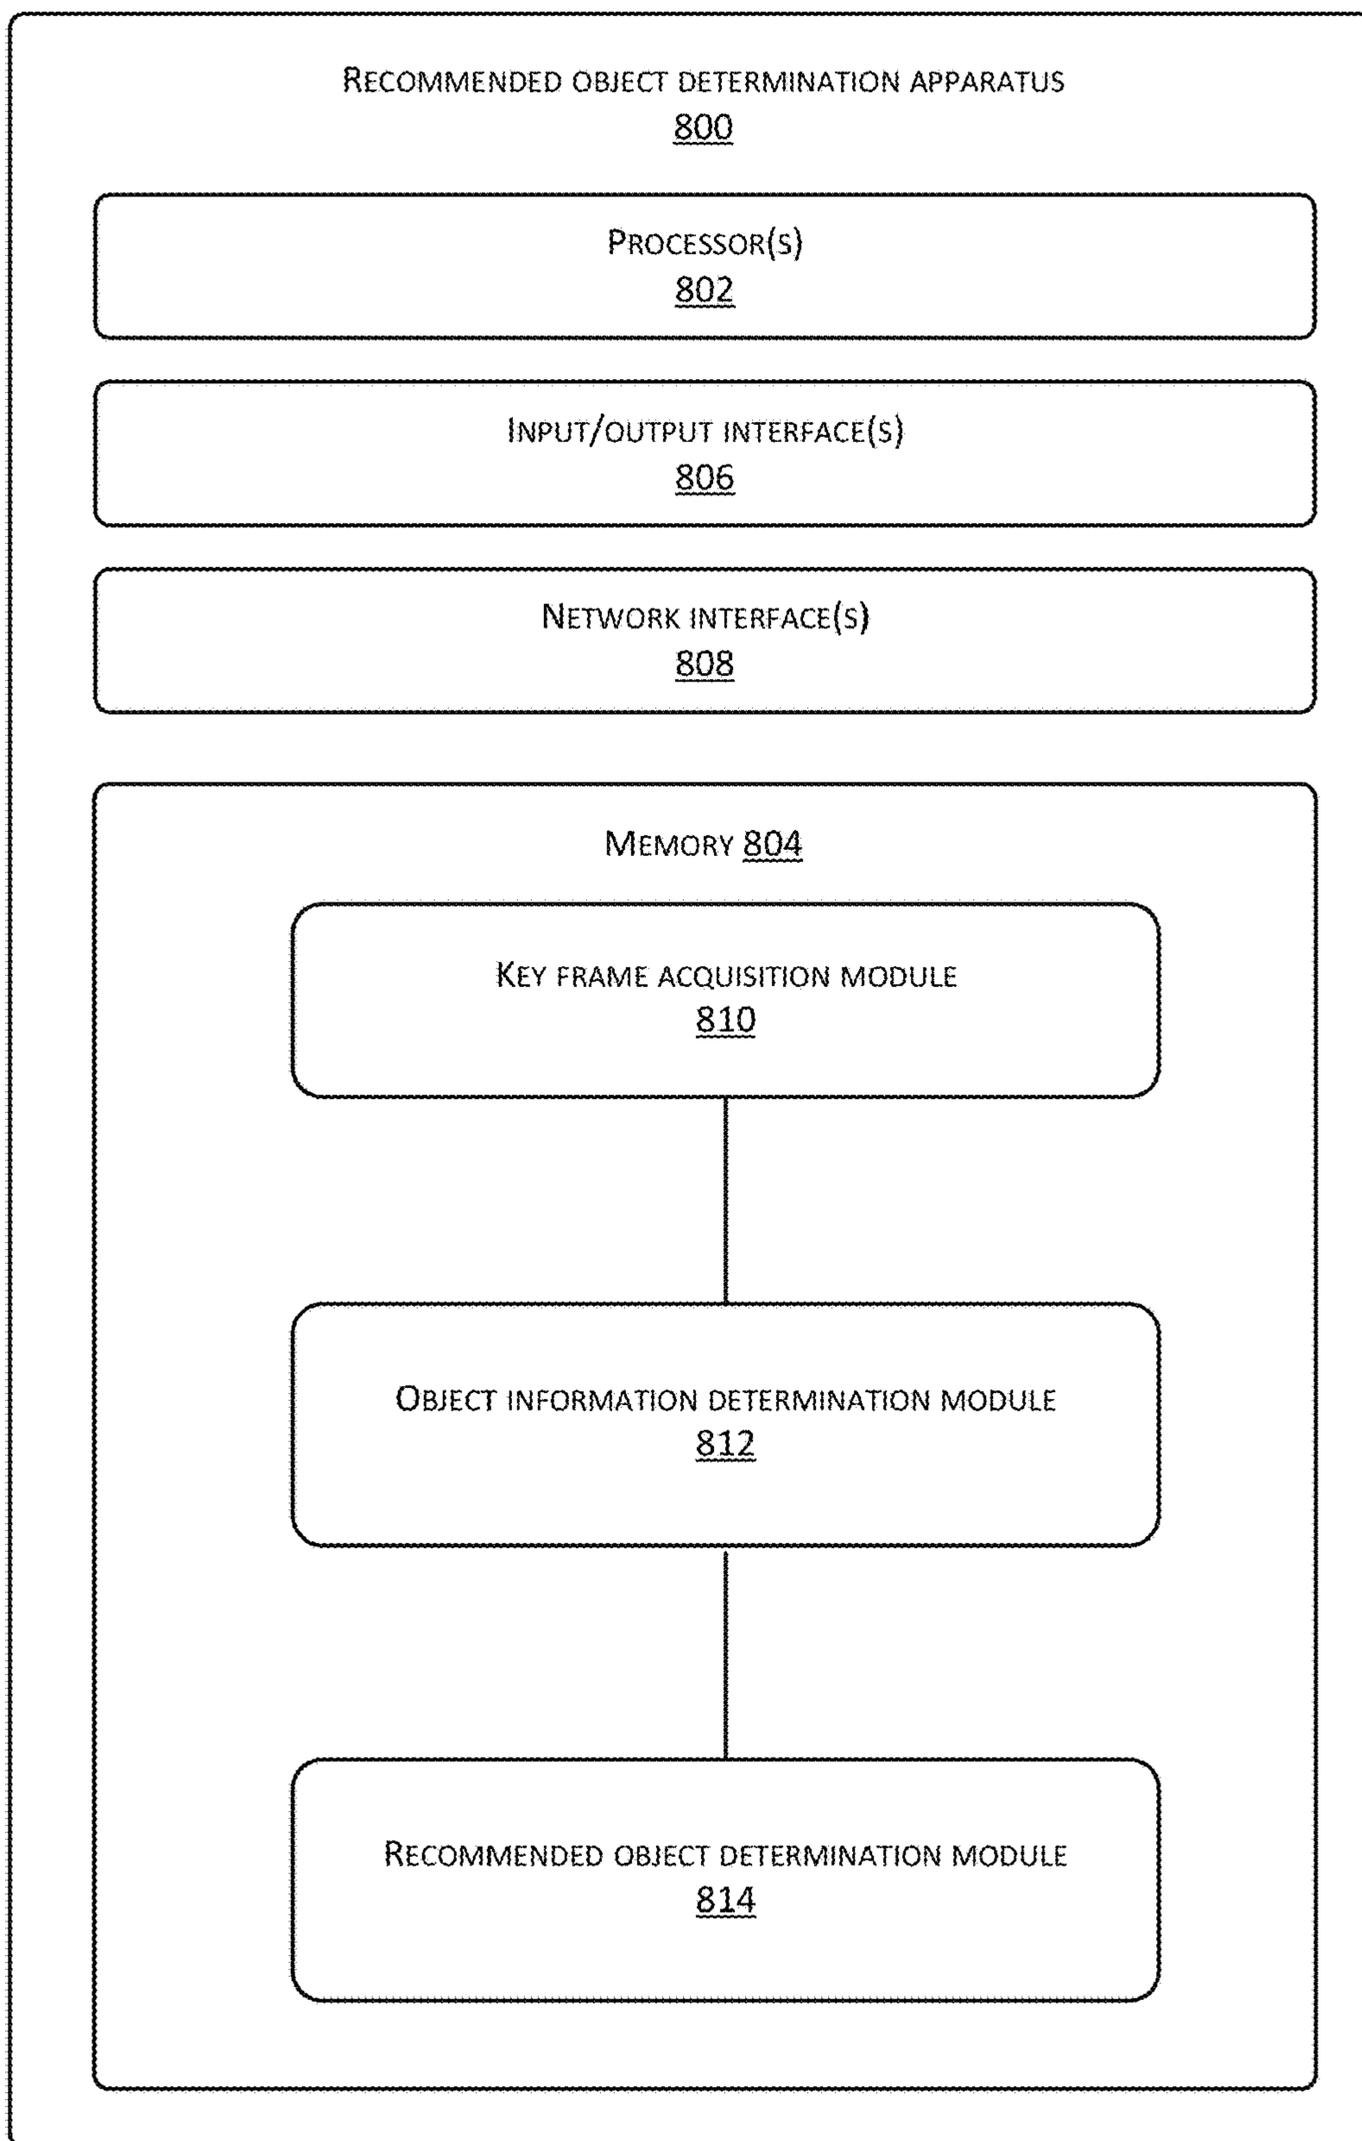 RECOMMENDED OBJECT DETERMINATION APPARATUS
800
PROCESSOR(S)
802
INPUT/OUTPUT INTERFACE(S)
806
NETWORK INTERFACE(S)
808
MEMORY 804
KEY FRAME ACQUISITION MODULE
810
OBJECT INFORMATION DETERMINATION MODULE
812
RECOMMENDED OBJECT DETERMINATION MODULE
814